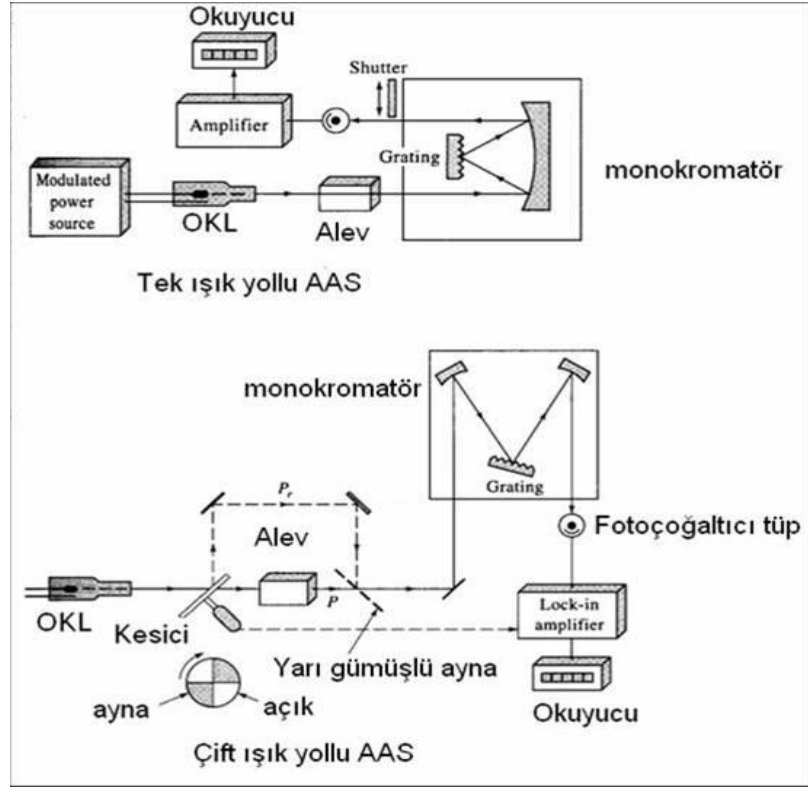 Okuyucu
Shutter
Amplifier
Grating
monokromatör
Modulated
power
source
OKL
Alev
Tek ışık yollu AAS
monokromatör
Grating
P_r
Alev
Fotoçoğaltıcı tüp
OKL
Kesici
P
Lock-in
amplifier
Yarı gümüşlü ayna
ayna
açık
Okuyucu
Çift ışık yollu AAS